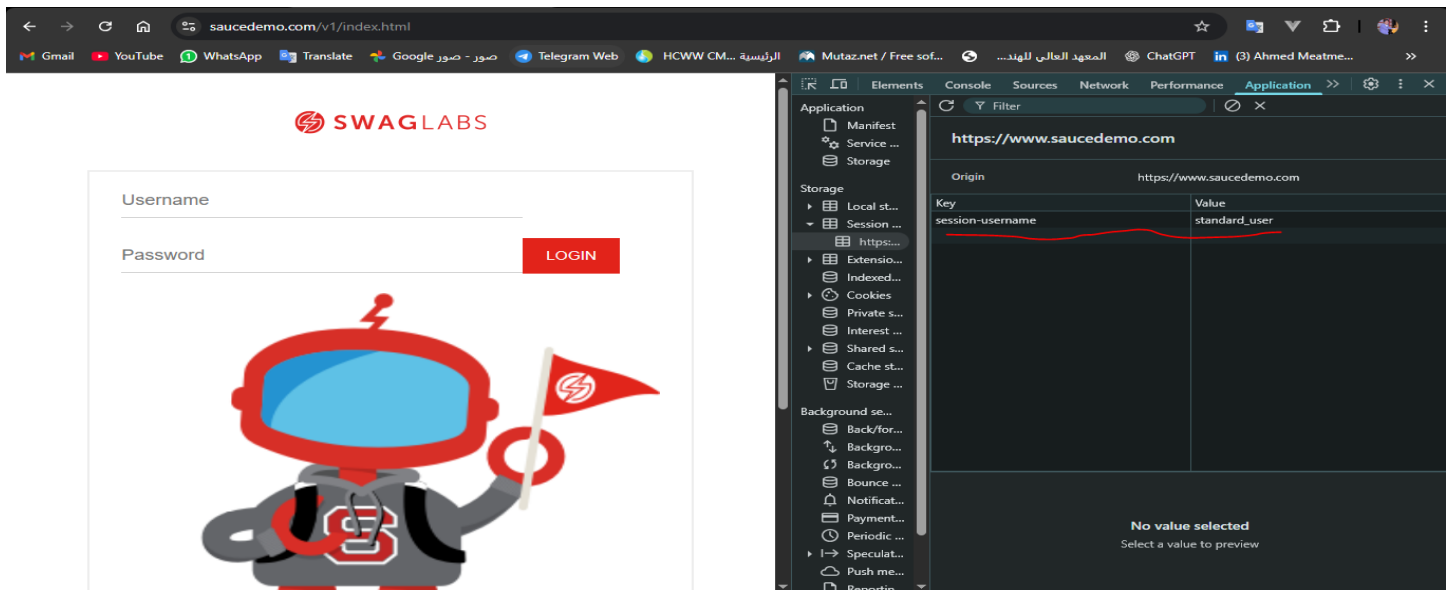 saucedemo.com/v1/index.html
Gmail YouTube WhatsApp Translate صور - صور Google Telegram Web HCWW CM... الرئيسية Mutaz.net / Free sof... المعهد العالي للهند... ChatGPT in (3) Ahmed Meatme... »
SWAGLABS
Username
Password
LOGIN
Elements Console Sources Network Performance Application »
Application
Manifest
Service ...
Storage
Storage
Local st...
Session ...
https:...
Extensio...
Indexed...
Cookies
Private s...
Interest ...
Shared s...
Cache st...
Storage ...
Background se...
Back/for...
Backgro...
Backgro...
Bounce ...
Notificat...
Payment...
Periodic ...
Speculat...
Push me...
Reportin...
Filter
https://www.saucedemo.com
Origin https://www.saucedemo.com
Key Value
session-username standard_user
No value selected
Select a value to preview